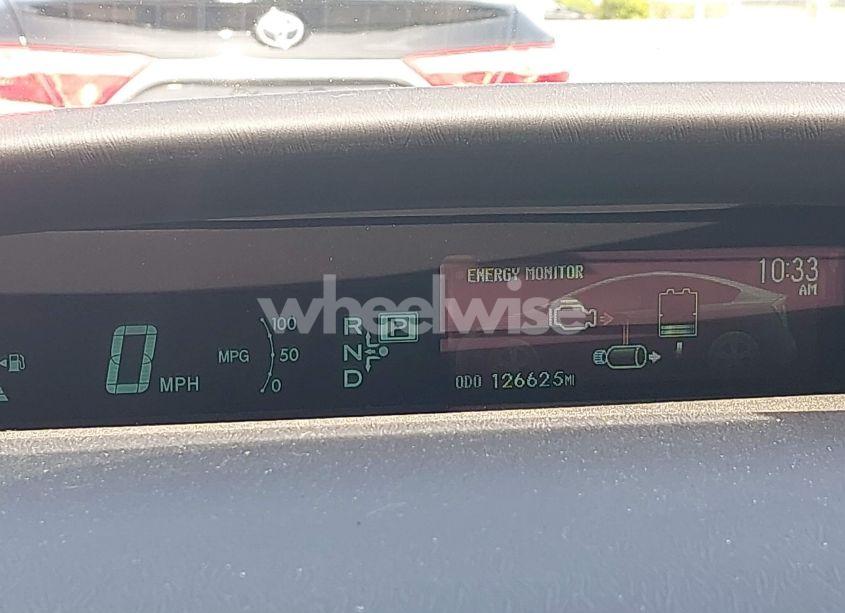 ENERGY MONITOR
10:33
AM
wheelwise
0 MPH
MPG
100
50
0
R
N
D
P
ODO 126625MI